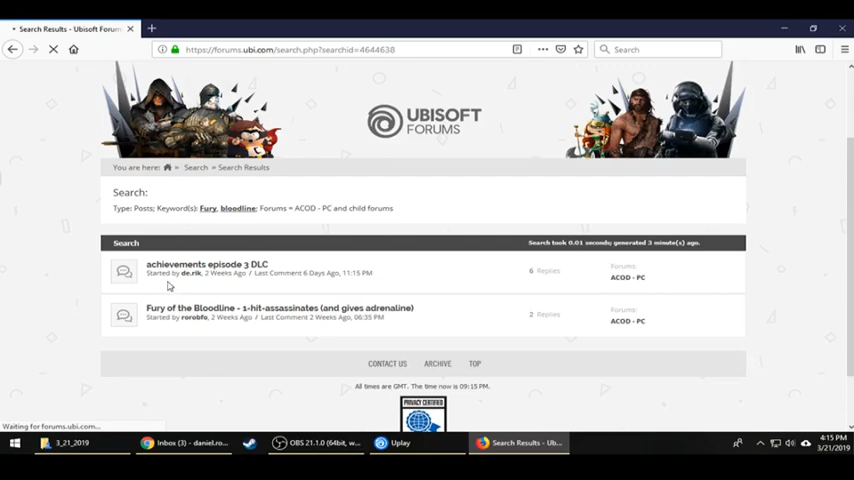 Search Results - Ubisoft Forum
https://forums.ubi.com/search.php?searchid=4644638
Search
UBISOFT
FORUMS
You are here: » Search » Search Results
Search:
Type: Posts; Keyword(s): Fury, bloodline; Forums = ACOD - PC and child forums
Search
Search took 0.01 seconds; generated 3 minute(s) ago.
achievements episode 3 DLC
Started by de.rik, 2 Weeks Ago / Last Comment 6 Days Ago, 11:15 PM
6 Replies
Forums:
ACOD - PC
Fury of the Bloodline - 1-hit-assassinates (and gives adrenaline)
Started by rorobfo, 2 Weeks Ago / Last Comment 2 Weeks Ago, 06:35 PM
2 Replies
Forums:
ACOD - PC
CONTACT US
ARCHIVE
TOP
All times are GMT. The time now is 09:15 PM.
PRIVACY CERTIFIED
Waiting for forums.ubi.com...
3_21_2019
Inbox (3) - daniel.ro...
OBS 21.1.0 (64bit, w...
Uplay
Search Results - Ub...
4:15 PM
3/21/2019